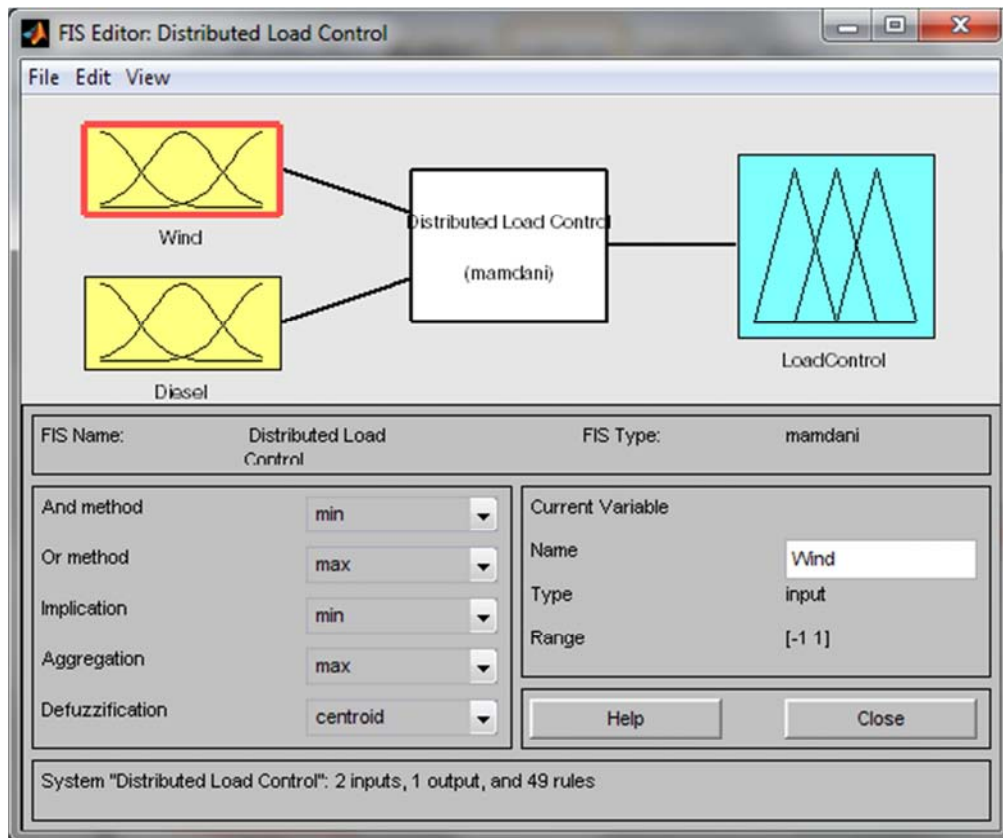 FIS Editor: Distributed Load Control
File Edit View
Wind
Diesel
Distributed Load Control
(mamdani)
LoadControl
FIS Name:
Distributed Load
Control
FIS Type:
mamdani
And method
min
Or method
max
Implication
min
Aggregation
max
Defuzzification
centroid
Current Variable
Name
Wind
Type
input
Range
[-1 1]
Help
Close
System "Distributed Load Control": 2 inputs, 1 output, and 49 rules